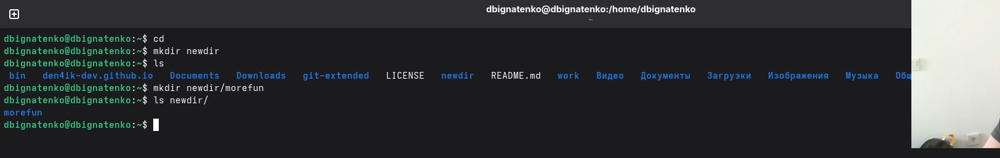 dbignatenko@dbignatenko:/home/dbignatenko
~
dbignatenko@dbignatenko:~$ cd
dbignatenko@dbignatenko:~$ mkdir newdir
dbignatenko@dbignatenko:~$ ls
bin den4ik-dev.github.io Documents Downloads git-extended LICENSE newdir README.md work Видео Документы Загрузки Изображения Музыка
dbignatenko@dbignatenko:~$ mkdir newdir/morefun
dbignatenko@dbignatenko:~$ ls newdir/
morefun
dbignatenko@dbignatenko:~$